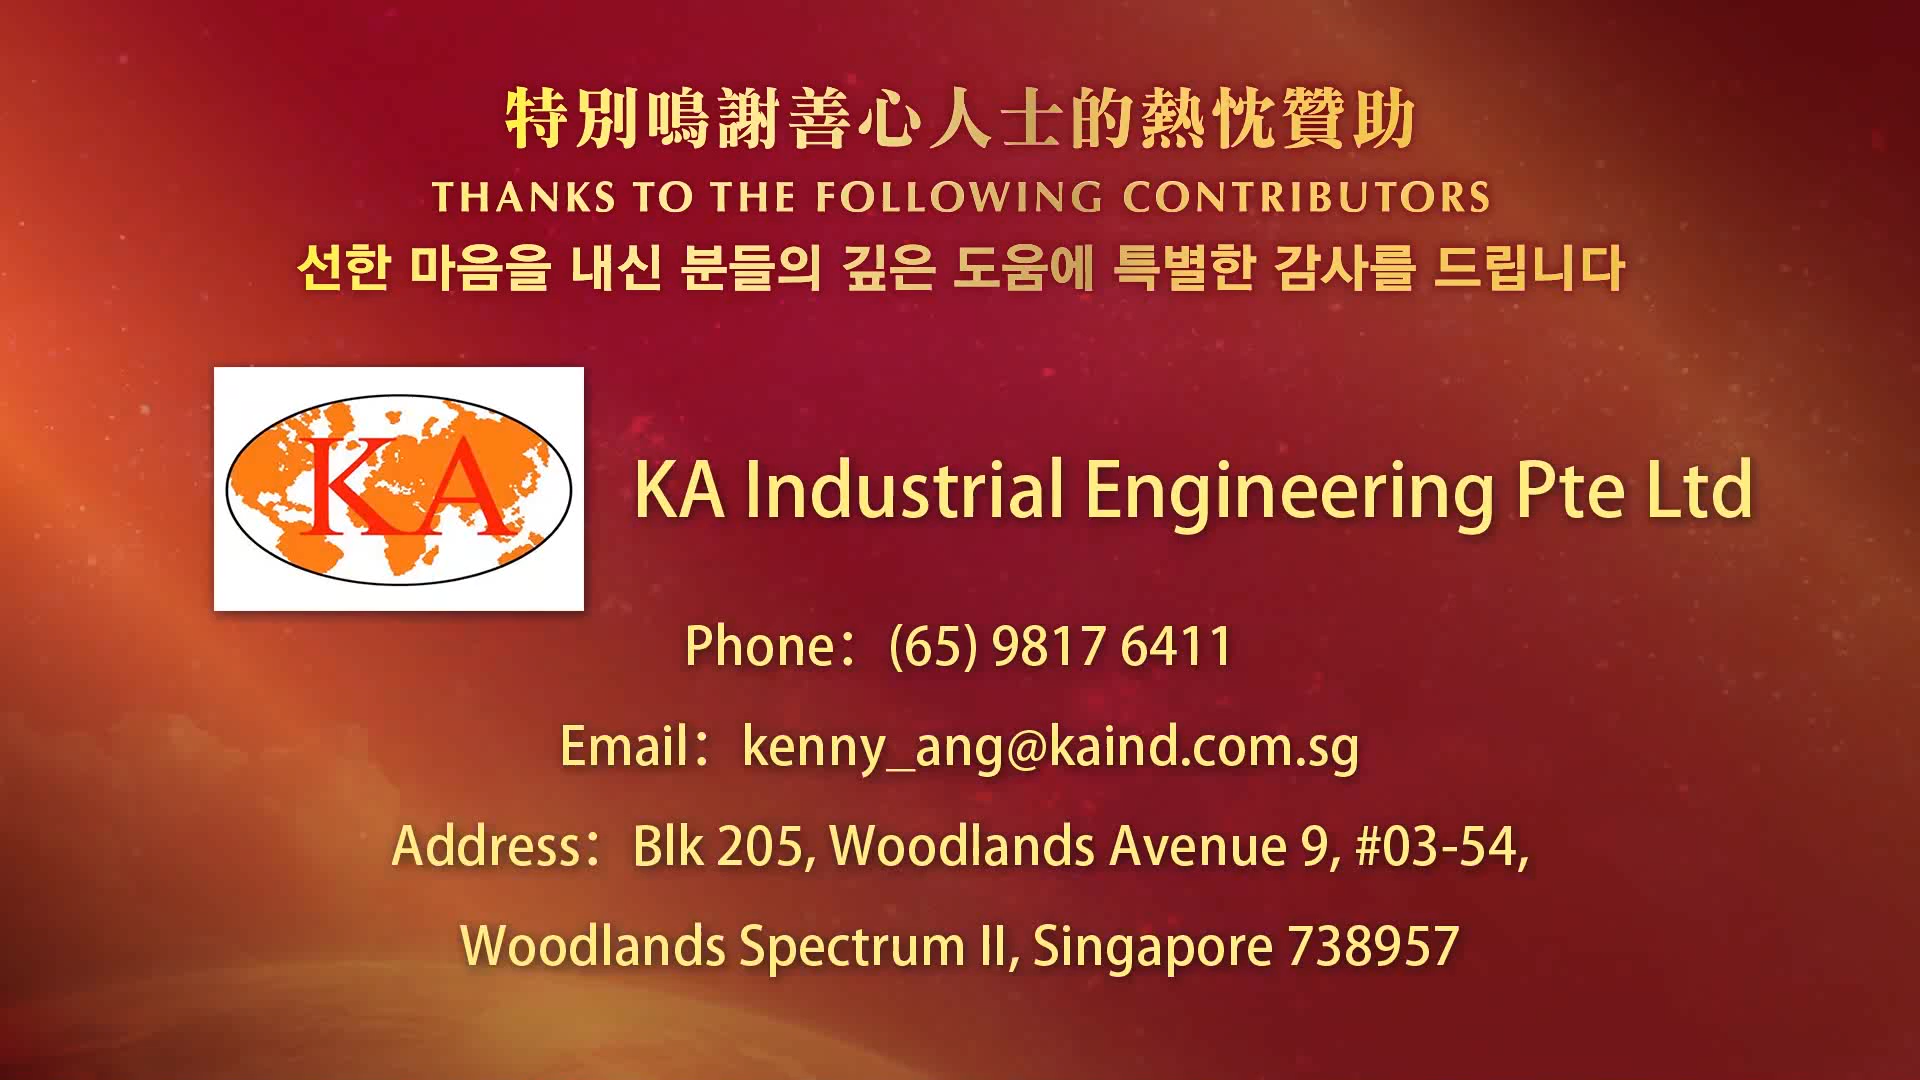 特別鳴謝善心人士的熱忱贊助
THANKS TO THE FOLLOWING CONTRIBUTORS
선한 마음을 내신 분들의 깊은 도움에 특별한 감사를 드립니다
KA
KA Industrial Engineering Pte Ltd
Phone：(65) 9817 6411
Email：kenny_ang@kaind.com.sg
Address：Blk 205, Woodlands Avenue 9, #03-54,
Woodlands Spectrum II, Singapore 738957